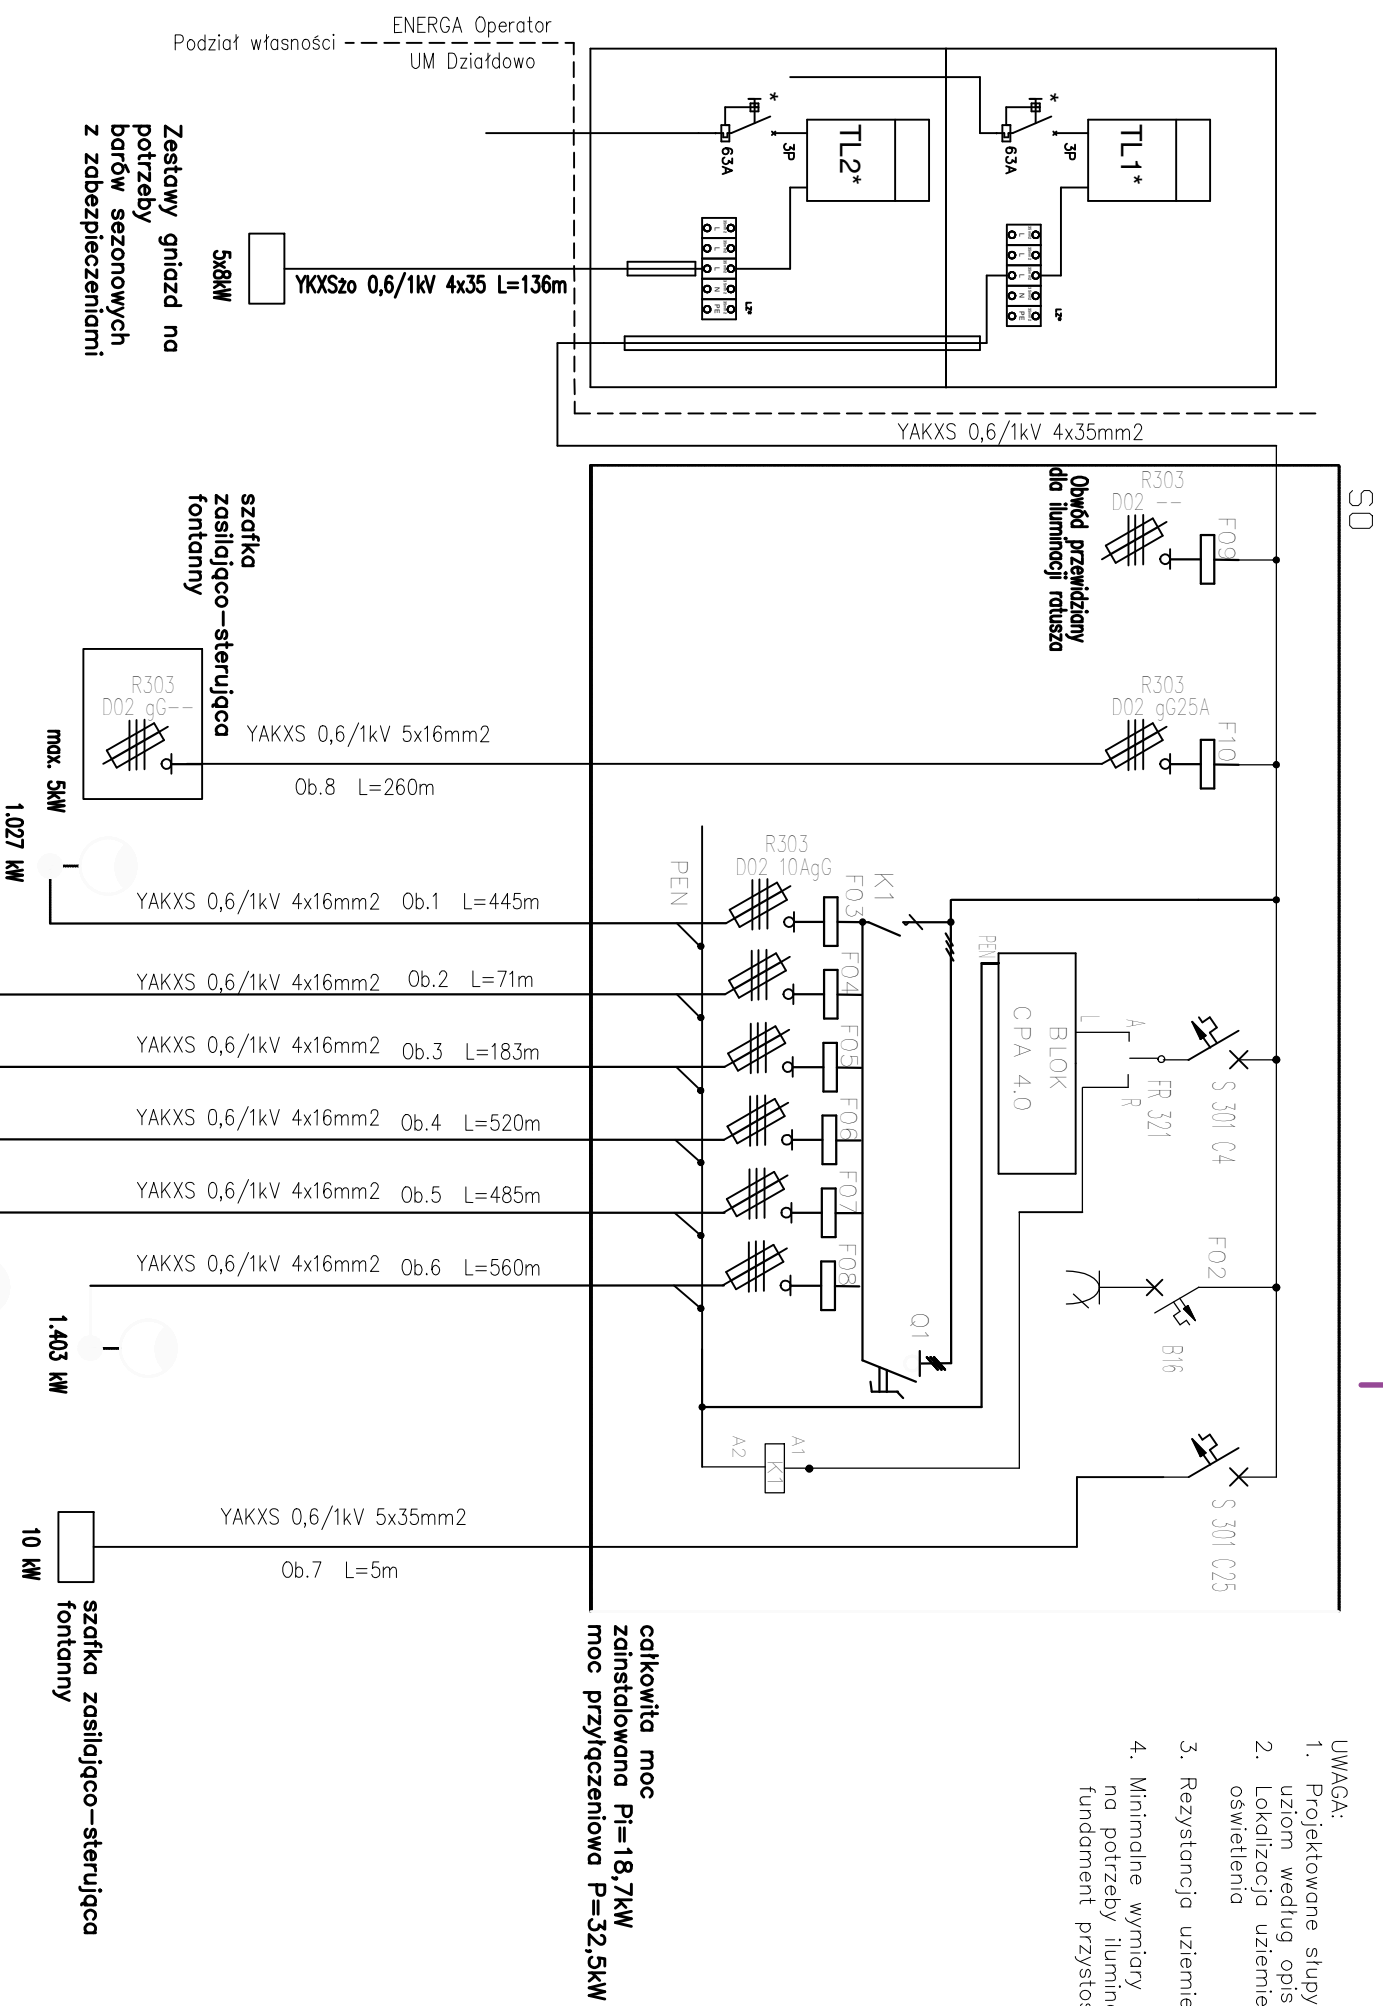 ENERGA Operator
Podział własności
UM Działdowo
Zestawy gniazd na
potrzeby
barów sezonowych
z zabezpieczeniami
5x8kW
YKXSżo 0,6/1kV 4x35 L=136m
TL2*
*
3P
63A
L
L
L
N
PE
TL1*
*
3P
63A
L
L
L
N
PE
YAKXS 0,6/1kV 4x35mm2
SO
Obwód przewidziany
dla iluminacji ratusza
R303
D02 --
F09
szafka
zasilająco-sterująca
fontanny
R303
D02 gG--
max. 5kW
YAKXS 0,6/1kV 5x16mm2
Ob.8 L=260m
R303
D02 gG25A
F10
1.027 kW
YAKXS 0,6/1kV 4x16mm2 Ob.1 L=445m
YAKXS 0,6/1kV 4x16mm2 Ob.2 L=71m
YAKXS 0,6/1kV 4x16mm2 Ob.3 L=183m
YAKXS 0,6/1kV 4x16mm2 Ob.4 L=520m
YAKXS 0,6/1kV 4x16mm2 Ob.5 L=485m
YAKXS 0,6/1kV 4x16mm2 Ob.6 L=560m
1.403 kW
PEN
R303
D02 10AgG
F03
F04
F05
F06
F07
F08
K1
Q1
PEN
BLOK
CPA 4.0
L
A
R
FR 321
S 301 C4
F02
B16
A1
A2
K1
S 301 C25
YAKXS 0,6/1kV 5x35mm2
Ob.7 L=5m
10 kW
szafka zasilająco-sterująca
fontanny
całkowita moc
zainstalowana Pi=18,7kW
moc przyłączeniowa P=32,5kW
UWAGA:
1. Projektowane słupy
uziom według opis
2. Lokalizacja uziemie
oświetlenia
3. Rezystancja uziemie
4. Minimalne wymiary
na potrzeby ilumino
fundament przystos